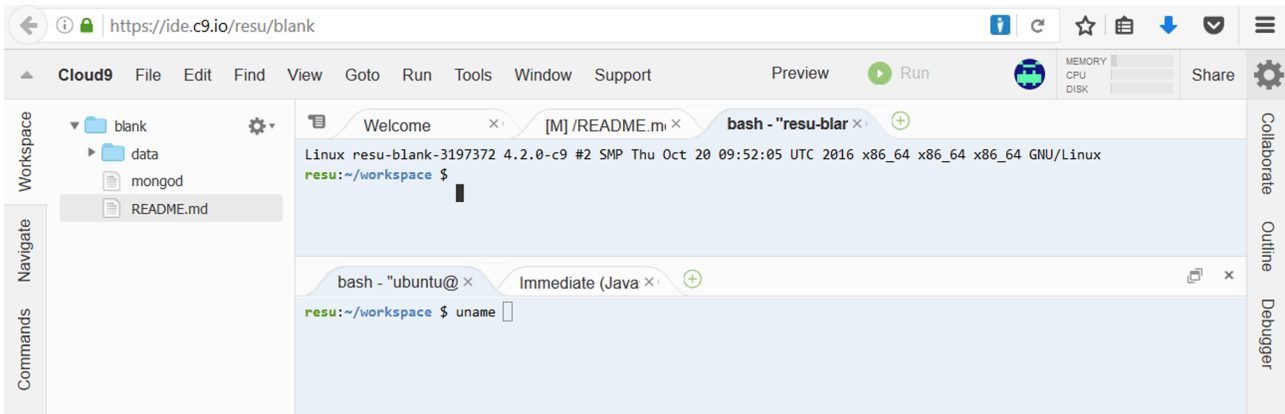 https://ide.c9.io/resu/blank
Cloud9 File Edit Find View Goto Run Tools Window Support Preview Run MEMORY CPU DISK Share
Workspace
Navigate
Commands
blank
data
mongod
README.md
Welcome [M] /README.m bash - "resu-blar
Linux resu-blank-3197372 4.2.0-c9 #2 SMP Thu Oct 20 09:52:05 UTC 2016 x86_64 x86_64 x86_64 GNU/Linux
resu:~/workspace $
bash - "ubuntu@ Immediate (Java
resu:~/workspace $ uname
Collaborate
Outline
Debugger